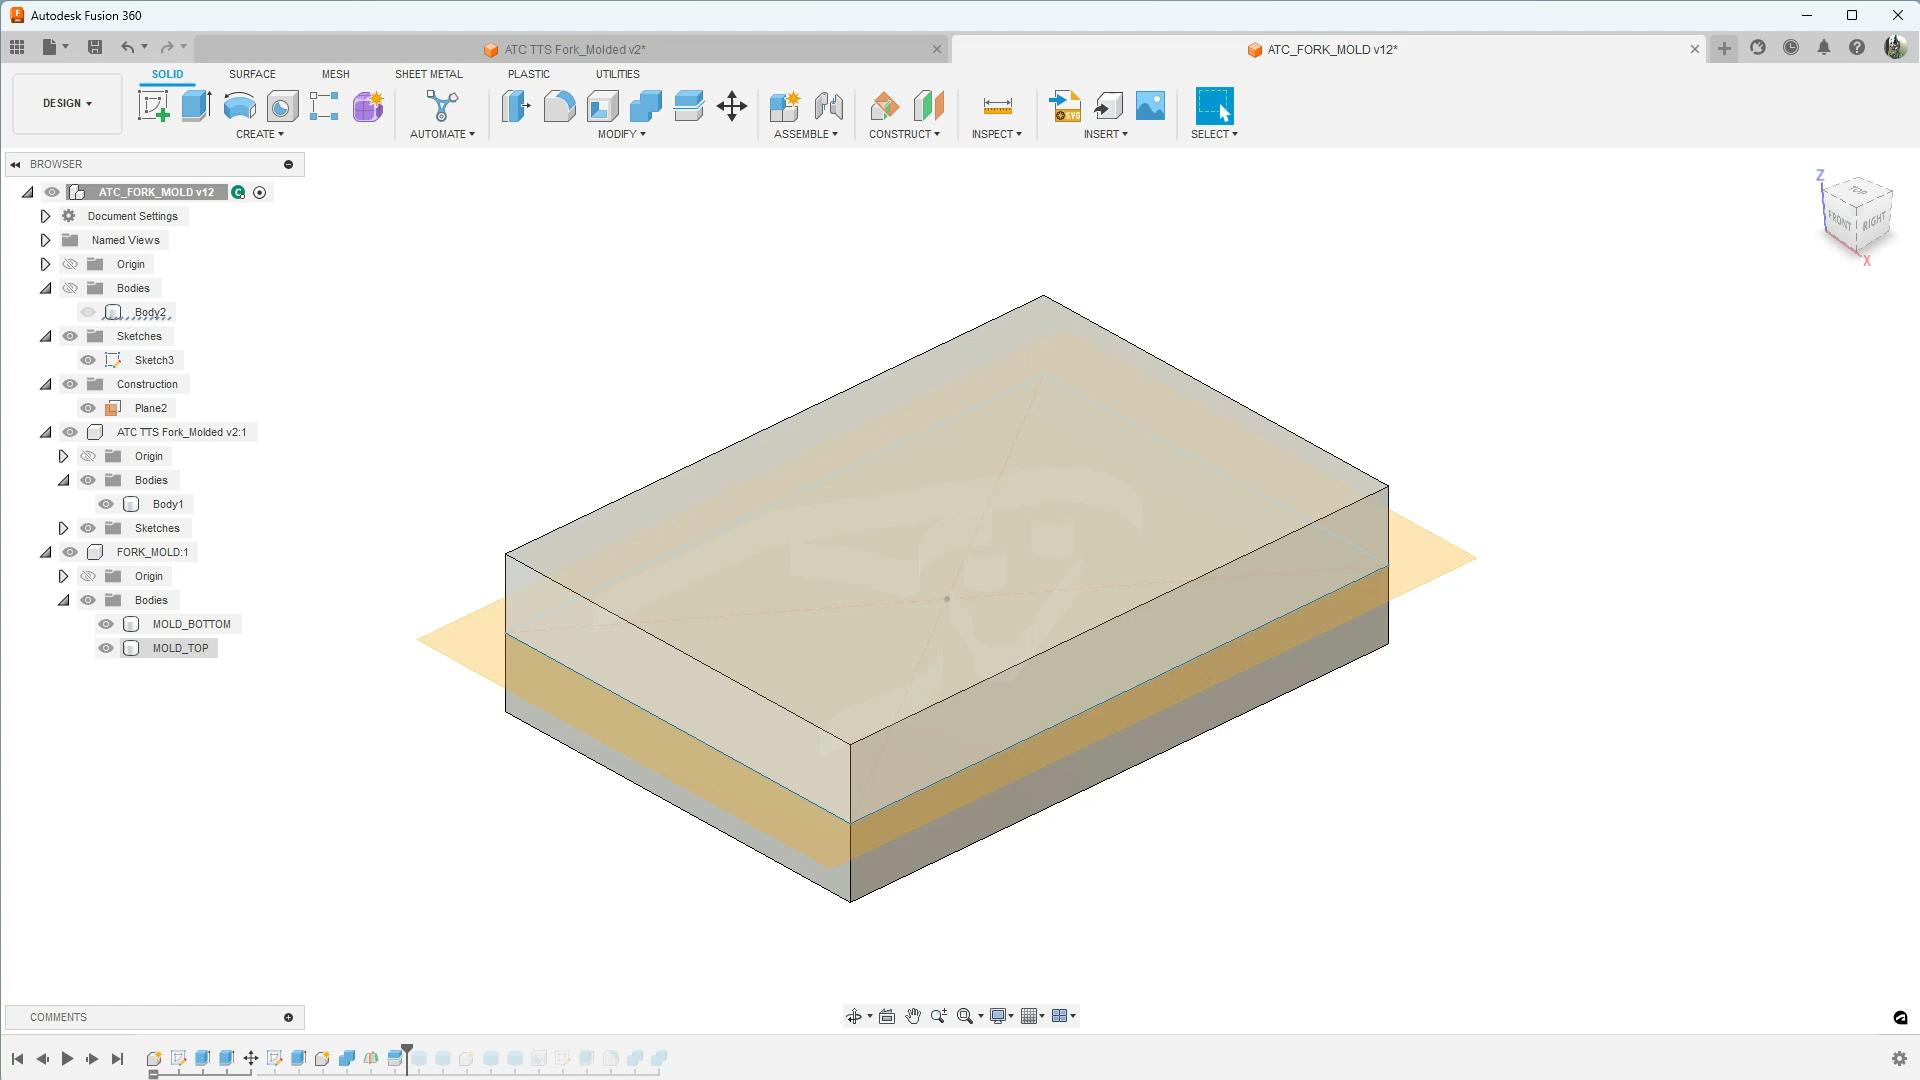 Autodesk Fusion 360
ATC TTS Fork_Molded v2*
ATC_FORK_MOLD v12*
DESIGN
SOLID
SURFACE
MESH
SHEET METAL
PLASTIC
UTILITIES
CREATE
AUTOMATE
MODIFY
ASSEMBLE
CONSTRUCT
INSPECT
SVG
INSERT
SELECT
BROWSER
ATC_FORK_MOLD v12
Document Settings
Named Views
Origin
Bodies
Body2
Sketches
Sketch3
Construction
Plane2
ATC TTS Fork_Molded v2:1
Origin
Bodies
Body1
Sketches
FORK_MOLD:1
Origin
Bodies
MOLD_BOTTOM
MOLD_TOP
Z
TOP
FRONT
RIGHT
X
COMMENTS